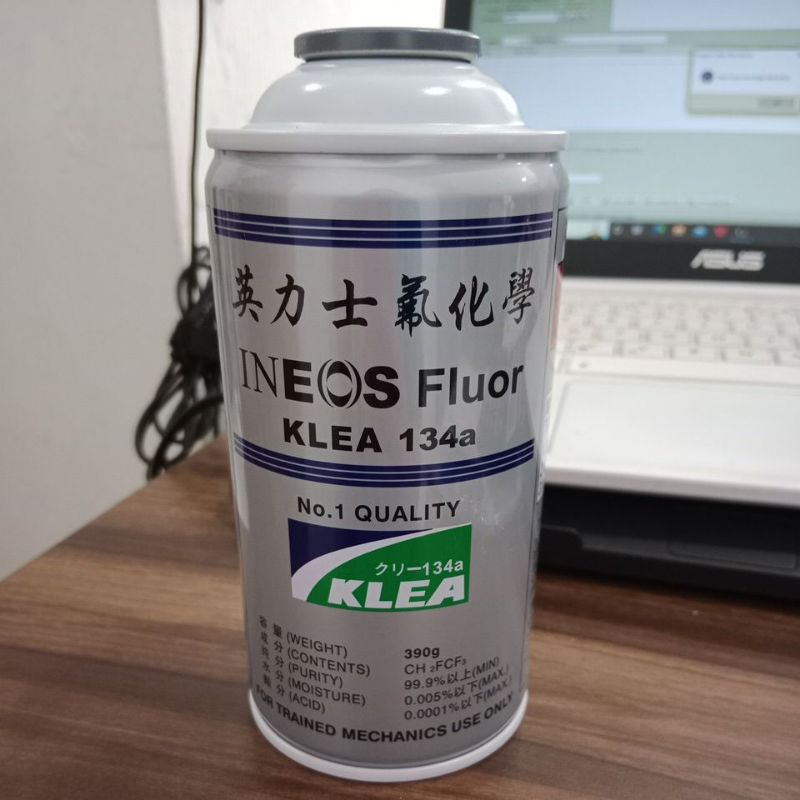 英力士氟化學
INEOS Fluor
KLEA 134a
No.1 QUALITY
クリー134a
KLEA
容量 (WEIGHT) 390g
成分 (CONTENTS) CH₂FCF₃
純分 (PURITY) 99.9%以上(MIN)
水分 (MOISTURE) 0.005%以下(MAX.)
酸分 (ACID) 0.0001%以下(MAX.)
FOR TRAINED MECHANICS USE ONLY
ASUS